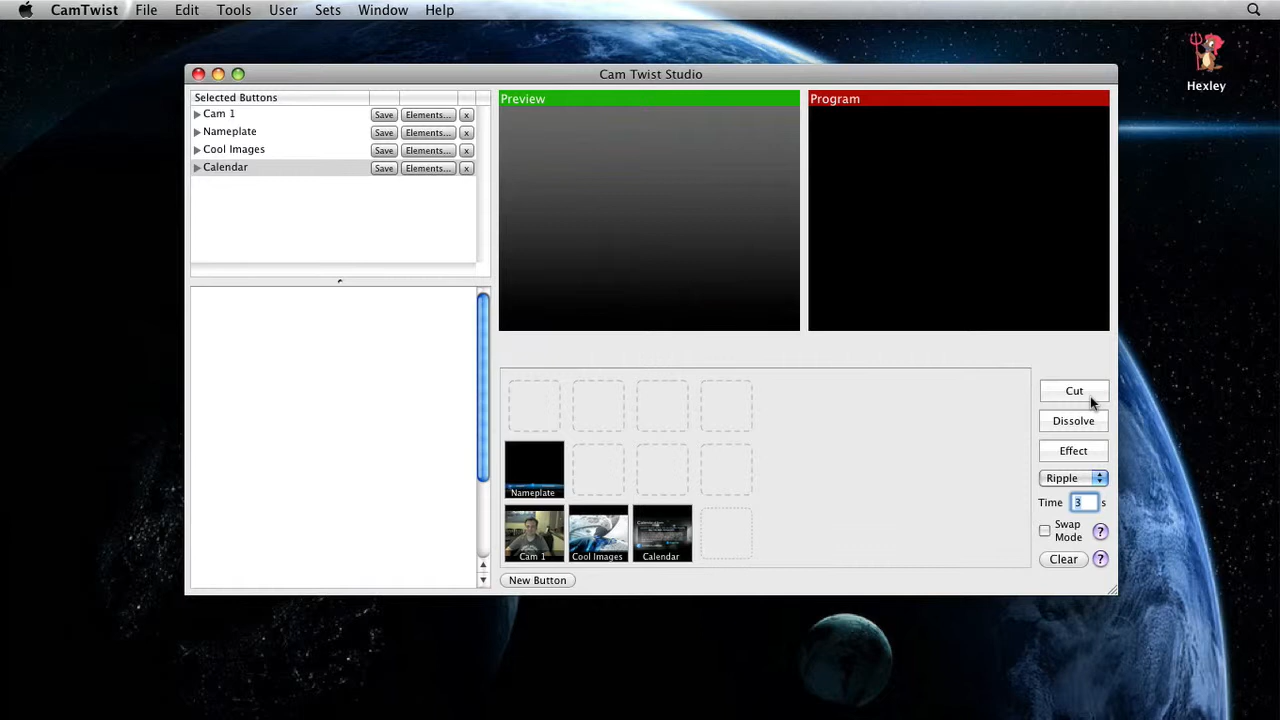 CamTwist File Edit Tools User Sets Window Help
Hexley
Cam Twist Studio
Selected Buttons
Cam 1 Save Elements... x
Nameplate Save Elements... x
Cool Images Save Elements... x
Calendar Save Elements... x
Preview
Program
Cut
Dissolve
Effect
Ripple
Time 3 s
Swap
Mode ?
Clear ?
Nameplate
Cam 1 Cool Images Calendar
New Button